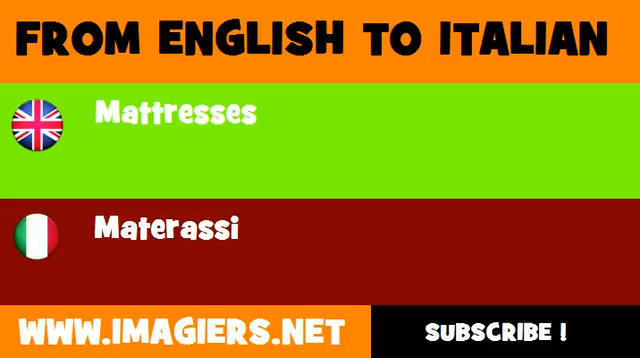 FROM ENGLISH TO ITALIAN
Mattresses
Materassi
WWW.IMAGIERS.NET
SUBSCRIBE !